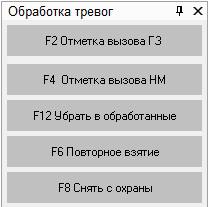 Обработка тревог
F2 Отметка вызова ГЗ
F4 Отметка вызова НМ
F12 Убрать в обработанные
F6 Повторное взятие
F8 Снять с охраны